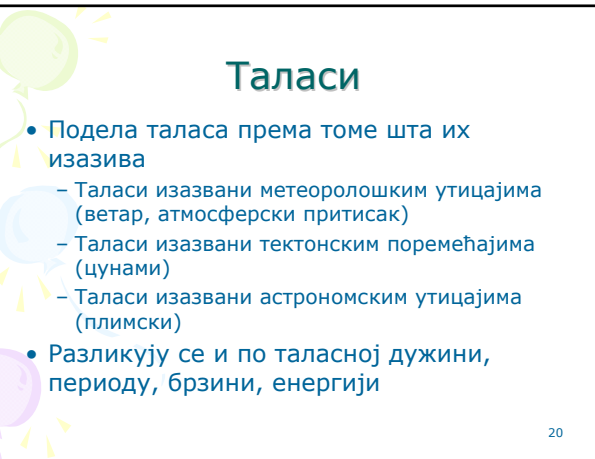 Таласи
• Подела таласа према томе шта их
изазива
– Таласи изазвани метеоролошким утицајима
(ветар, атмосферски притисак)
– Таласи изазвани тектонским поремећајима
(цунами)
– Таласи изазвани астрономским утицајима
(плимски)
• Разликују се и по таласној дужини,
периоду, брзини, енергији
20